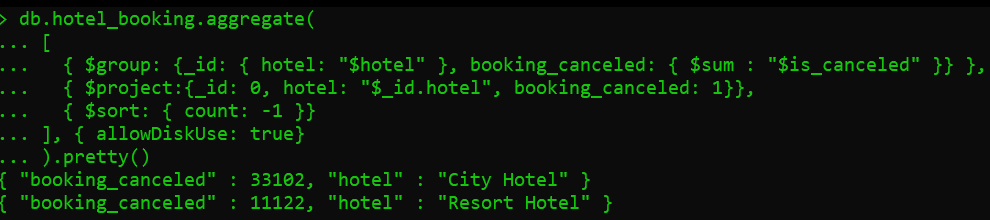 > db.hotel_booking.aggregate(
... [
...   { $group: {_id: { hotel: "$hotel" }, booking_canceled: { $sum : "$is_canceled" }} },
...   { $project:{_id: 0, hotel: "$_id.hotel", booking_canceled: 1}},
...   { $sort: { count: -1 }}
... ], { allowDiskUse: true}
... ).pretty()
{ "booking_canceled" : 33102, "hotel" : "City Hotel" }
{ "booking_canceled" : 11122, "hotel" : "Resort Hotel" }